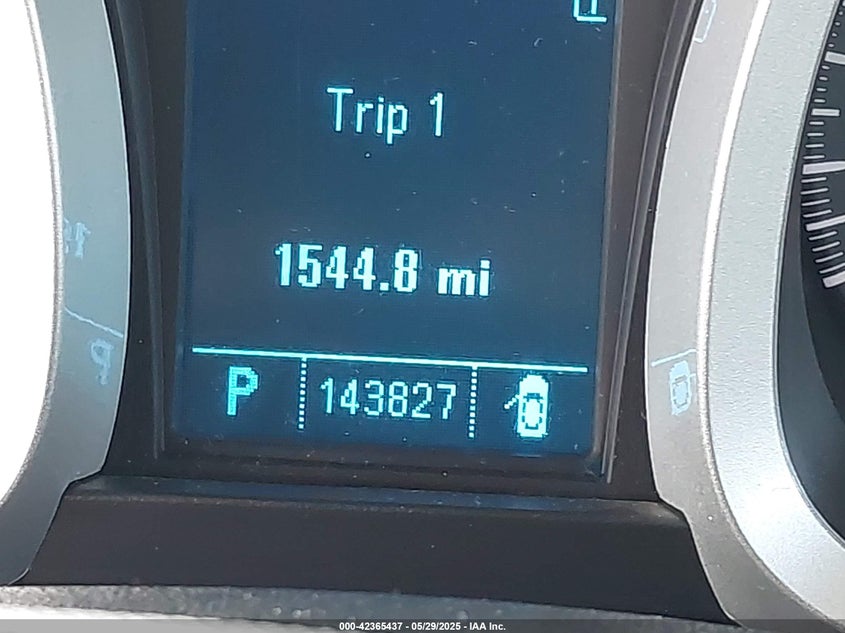 Trip 1
1544.8 mi
P 143827
000-42365437 - 05/29/2025 - IAA Inc.